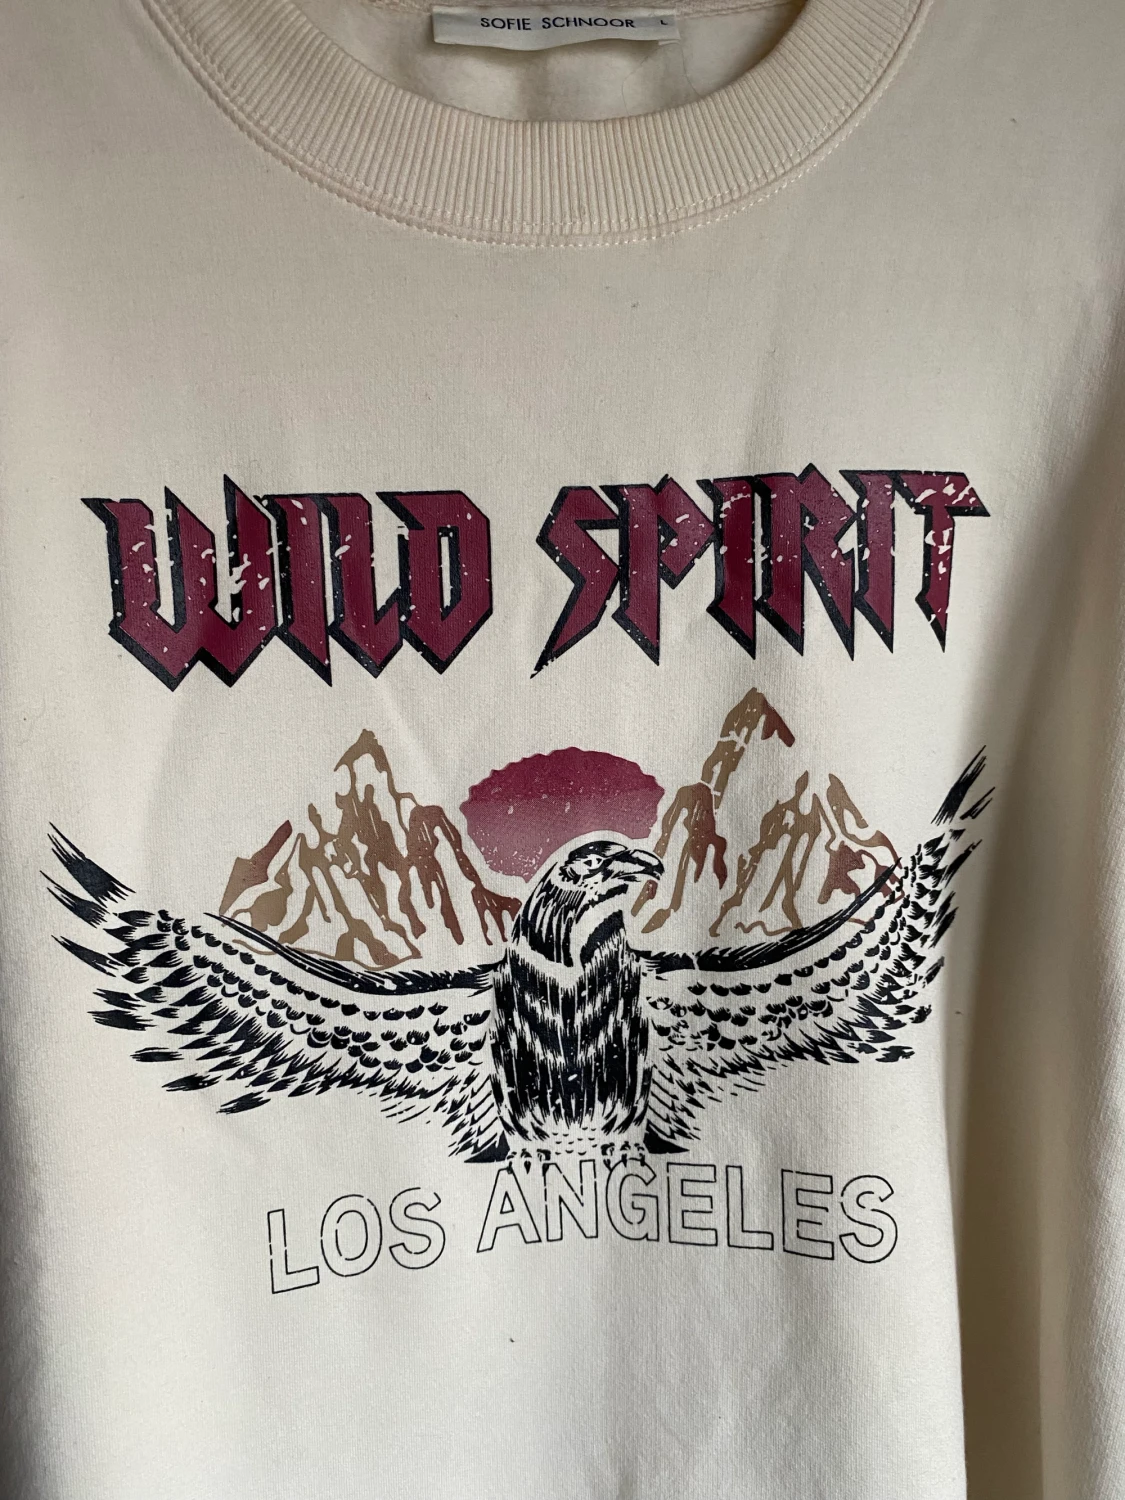 SOFIE SCHNOOR L
WILD SPIRIT
LOS ANGELES